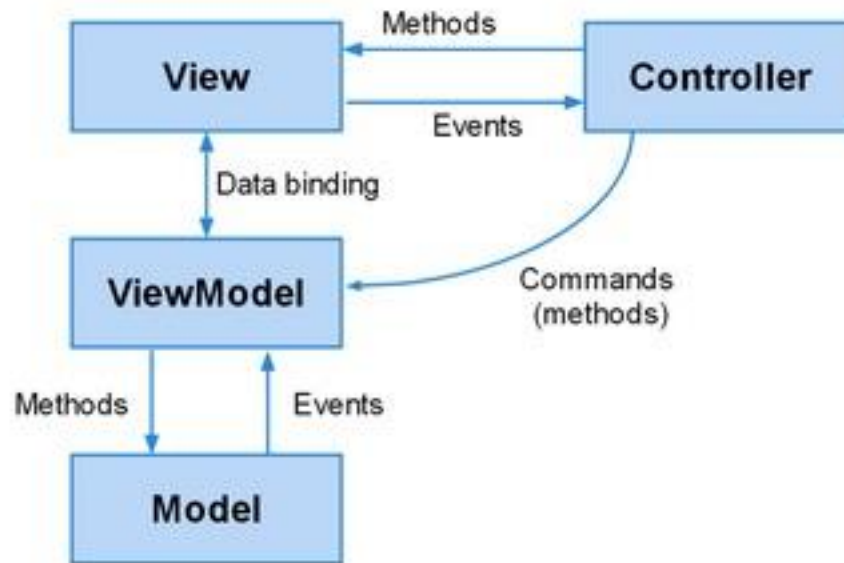 Methods
View
Controller
Events
Data binding
ViewModel
Commands
(methods)
Methods
Events
Model